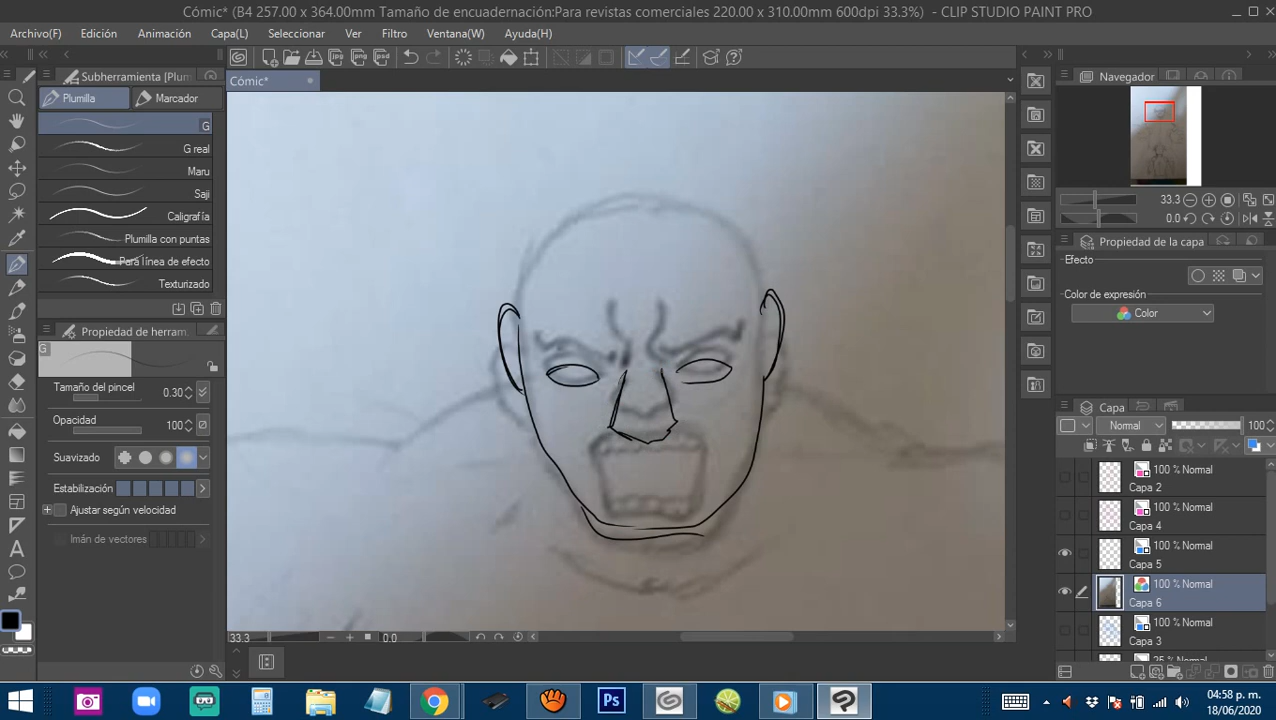 Cómic* (B4 257.00 x 364.00mm Tamaño de encuadernación:Para revistas comerciales 220.00 x 310.00mm 600dpi 33.3%) - CLIP STUDIO PAINT PRO
Archivo(F) Edición Animación Capa(L) Seleccionar Ver Filtro Ventana(W) Ayuda(H)
Subherramienta [Plum
Cómic*
Navegador
Plumilla Marcador
G
G real
Maru
Saji
Caligrafía
Plumilla con puntas
Para línea de efecto
Texturizado
33.3
0.0
Propiedad de la capa
Efecto
Color de expresión
Color
Propiedad de herram
G
Tamaño del pincel 0.30
Opacidad 100
Suavizado
Estabilización
Ajustar según velocidad
Imán de vectores
Capa
Normal 100
100 % Normal
Capa 2
100 % Normal
Capa 4
100 % Normal
Capa 5
100 % Normal
Capa 6
100 % Normal
Capa 3
25 % Normal
33.3 0.0
Ps
04:58 p. m.
18/06/2020